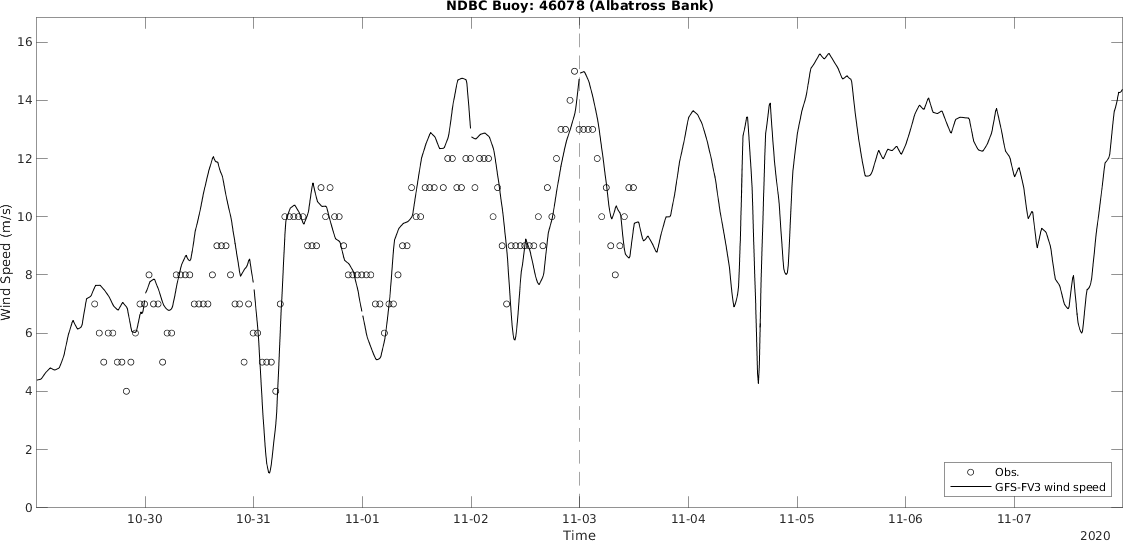 NDBC Buoy: 46078 (Albatross Bank)
Wind Speed (m/s)
16
14
12
10
8
6
4
2
0
Obs.
GFS-FV3 wind speed
10-30 10-31 11-01 11-02 11-03 11-04 11-05 11-06 11-07
Time
2020